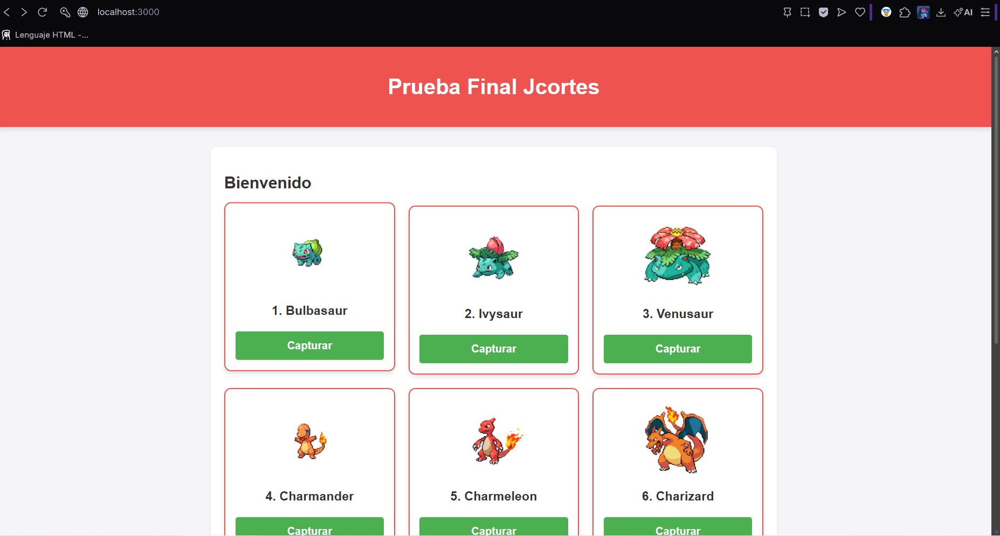 localhost:3000
AI
Lenguaje HTML -...
Prueba Final Jcortes
Bienvenido
1. Bulbasaur
2. Ivysaur
3. Venusaur
Capturar
Capturar
Capturar
4. Charmander
5. Charmeleon
6. Charizard
Capturar
Capturar
Capturar